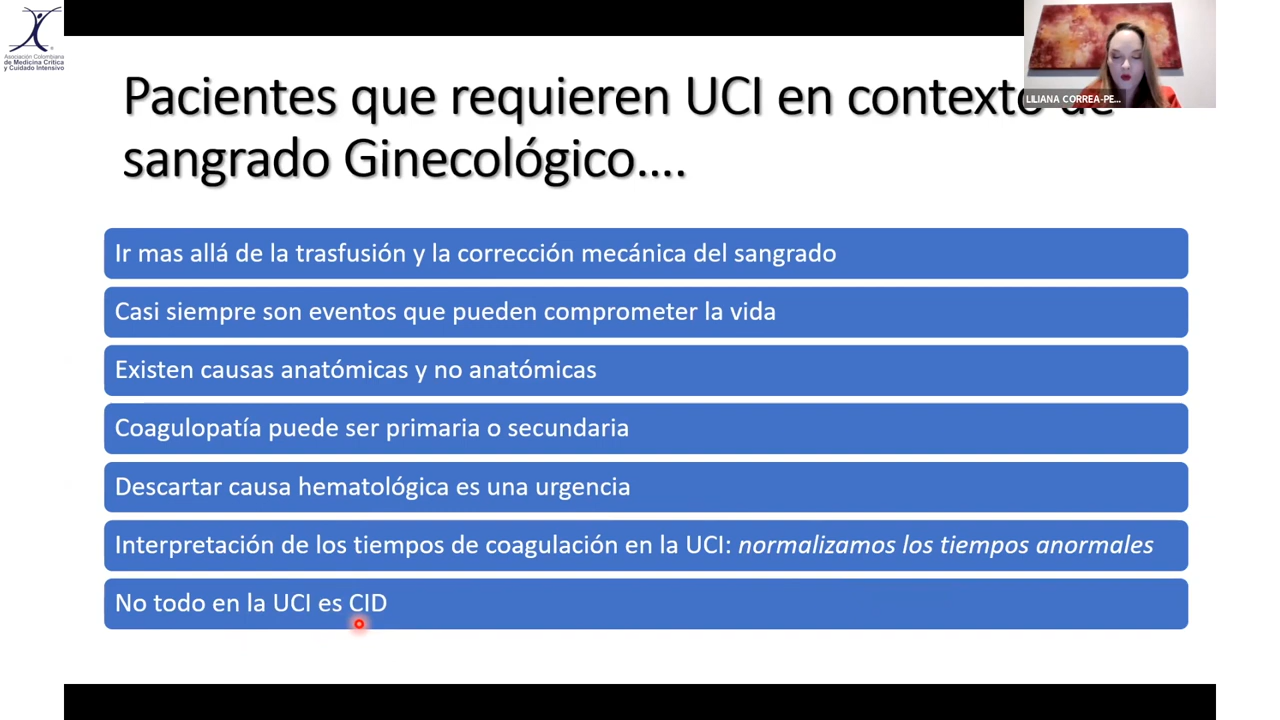 Asociación Colombiana
de Medicina Crítica
y Cuidado Intensivo
LILIANA CORREA-PE...
Pacientes que requieren UCI en contexto de
sangrado Ginecológico....
Ir mas allá de la trasfusión y la corrección mecánica del sangrado
Casi siempre son eventos que pueden comprometer la vida
Existen causas anatómicas y no anatómicas
Coagulopatía puede ser primaria o secundaria
Descartar causa hematológica es una urgencia
Interpretación de los tiempos de coagulación en la UCI: normalizamos los tiempos anormales
No todo en la UCI es CID